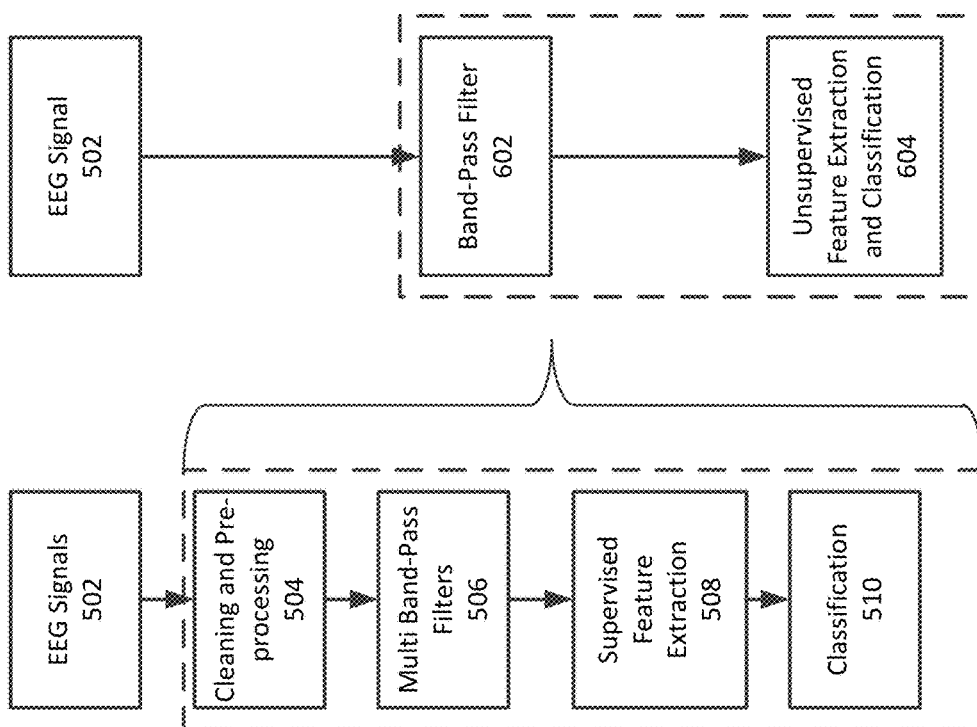 EEG Signals
502
Cleaning and Pre-
processing
504
Multi Band-Pass
Filters
506
Supervised
Feature
Extraction
508
Classification
510
EEG Signal
502
Band-Pass Filter
602
Unsupervised
Feature Extraction
and Classification
604